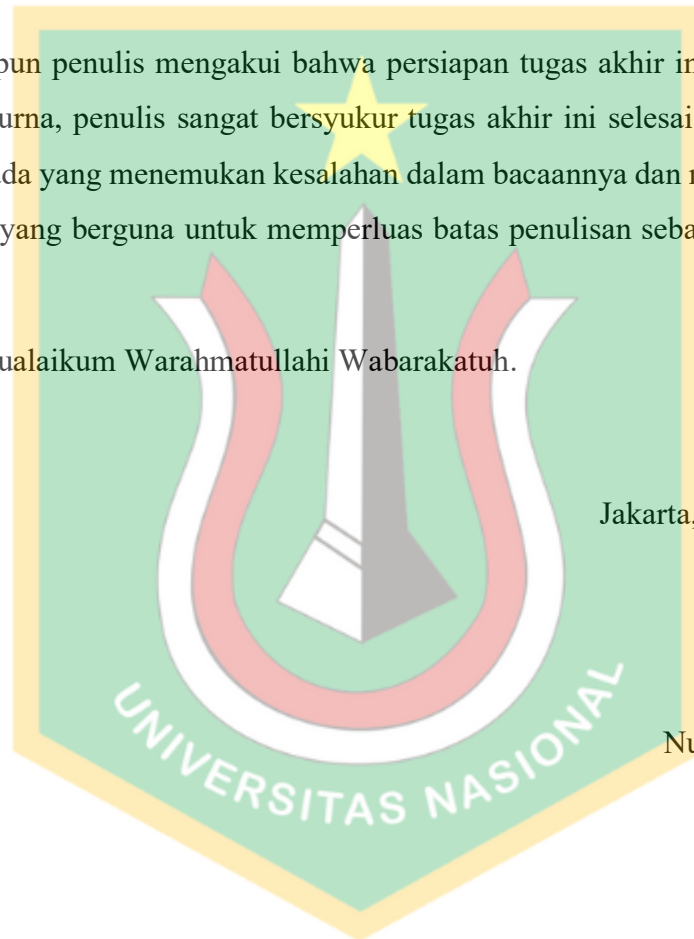 pun penulis mengakui bahwa persiapan tugas akhir in
urna, penulis sangat bersyukur tugas akhir ini selesai
da yang menemukan kesalahan dalam bacaannya dan
yang berguna untuk memperluas batas penulisan seba
ualaikum Warahmatullahi Wabarakatuh.
Jakarta,
Nu
UNIVERSITAS NASIONAL